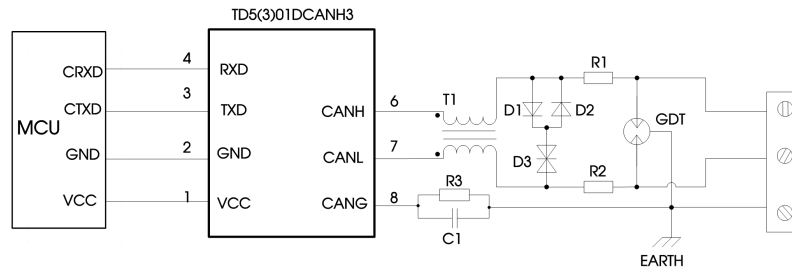 TD5(3)01DCANH3
MCU
CRXD
4
RXD
CTXD
3
TXD
GND
2
GND
VCC
1
VCC
CANH
6
CANL
7
CANG
8
T1
D1
D2
D3
R1
R2
GDT
R3
C1
EARTH